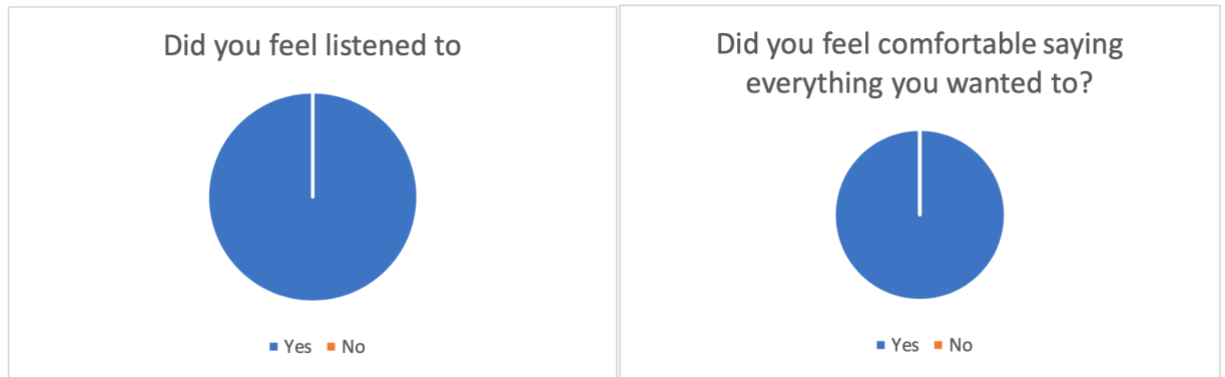 Did you feel listened to
Yes No
Did you feel comfortable saying
everything you wanted to?
Yes No